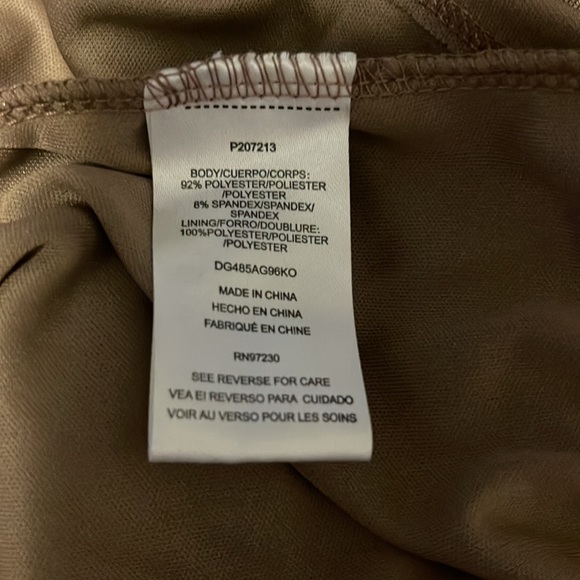 P207213
BODY/CUERPO/CORPS:
92% POLYESTER/POLIESTER
/POLYESTER
8% SPANDEX/SPANDEX/
SPANDEX
LINING/FORRO/DOUBLURE:
100%POLYESTER/POLIESTER
/POLYESTER
DG485AG96KO
MADE IN CHINA
HECHO EN CHINA
FABRIQUÉ EN CHINE
RN97230
SEE REVERSE FOR CARE
VEA EI REVERSO PARA CUIDADO
VOIR AU VERSO POUR LES SOINS